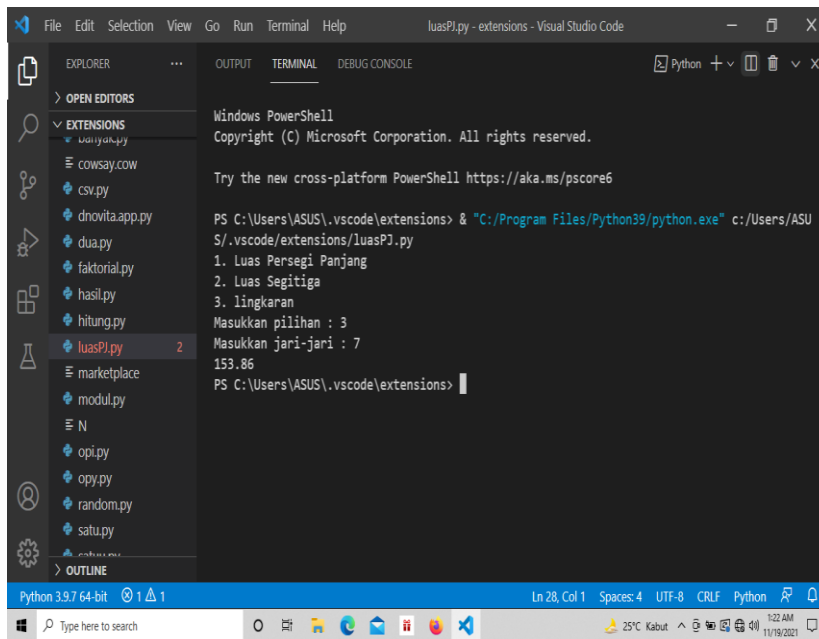 File Edit Selection View Go Run Terminal Help luasPJ.py - extensions - Visual Studio Code
EXPLORER
OPEN EDITORS
EXTENSIONS
banyak.py
cowsay.cow
csv.py
dnovita.app.py
dua.py
faktorial.py
hasil.py
hitung.py
luasPJ.py 2
marketplace
modul.py
N
opi.py
opy.py
random.py
satu.py
OUTLINE
OUTPUT TERMINAL DEBUG CONSOLE Python
Windows PowerShell
Copyright (C) Microsoft Corporation. All rights reserved.
Try the new cross-platform PowerShell https://aka.ms/pscore6
PS C:\Users\ASUS\.vscode\extensions> & "C:/Program Files/Python39/python.exe" c:/Users/ASU
S/.vscode/extensions/luasPJ.py
1. Luas Persegi Panjang
2. Luas Segitiga
3. lingkaran
Masukkan pilihan : 3
Masukkan jari-jari : 7
153.86
PS C:\Users\ASUS\.vscode\extensions>
Python 3.9.7 64-bit 1 1 Ln 28, Col 1 Spaces: 4 UTF-8 CRLF Python
Type here to search 25°C Kabut 1:22 AM
11/19/2021